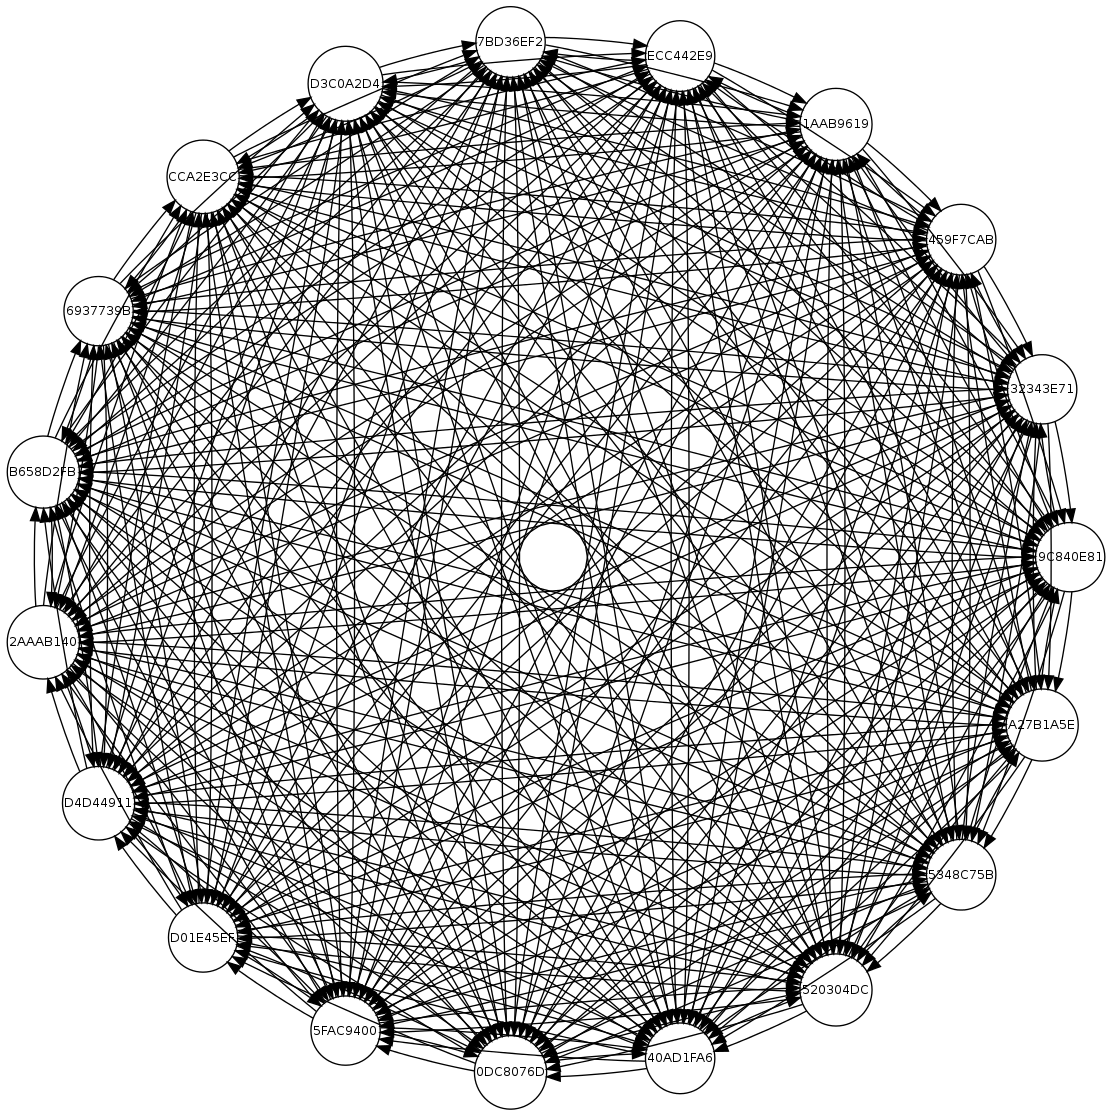 7BD36EF2
ECC442E9
D3C0A2D4
1AAB9619
CCA2E3CC
459F7CAB
6937739B
32343E71
B658D2FB
9C840E81
2AAAB140
A27B1A5E
D4D44911
5348C75B
D01E45EF
520304DC
5FAC9400
40AD1FA6
0DC8076D